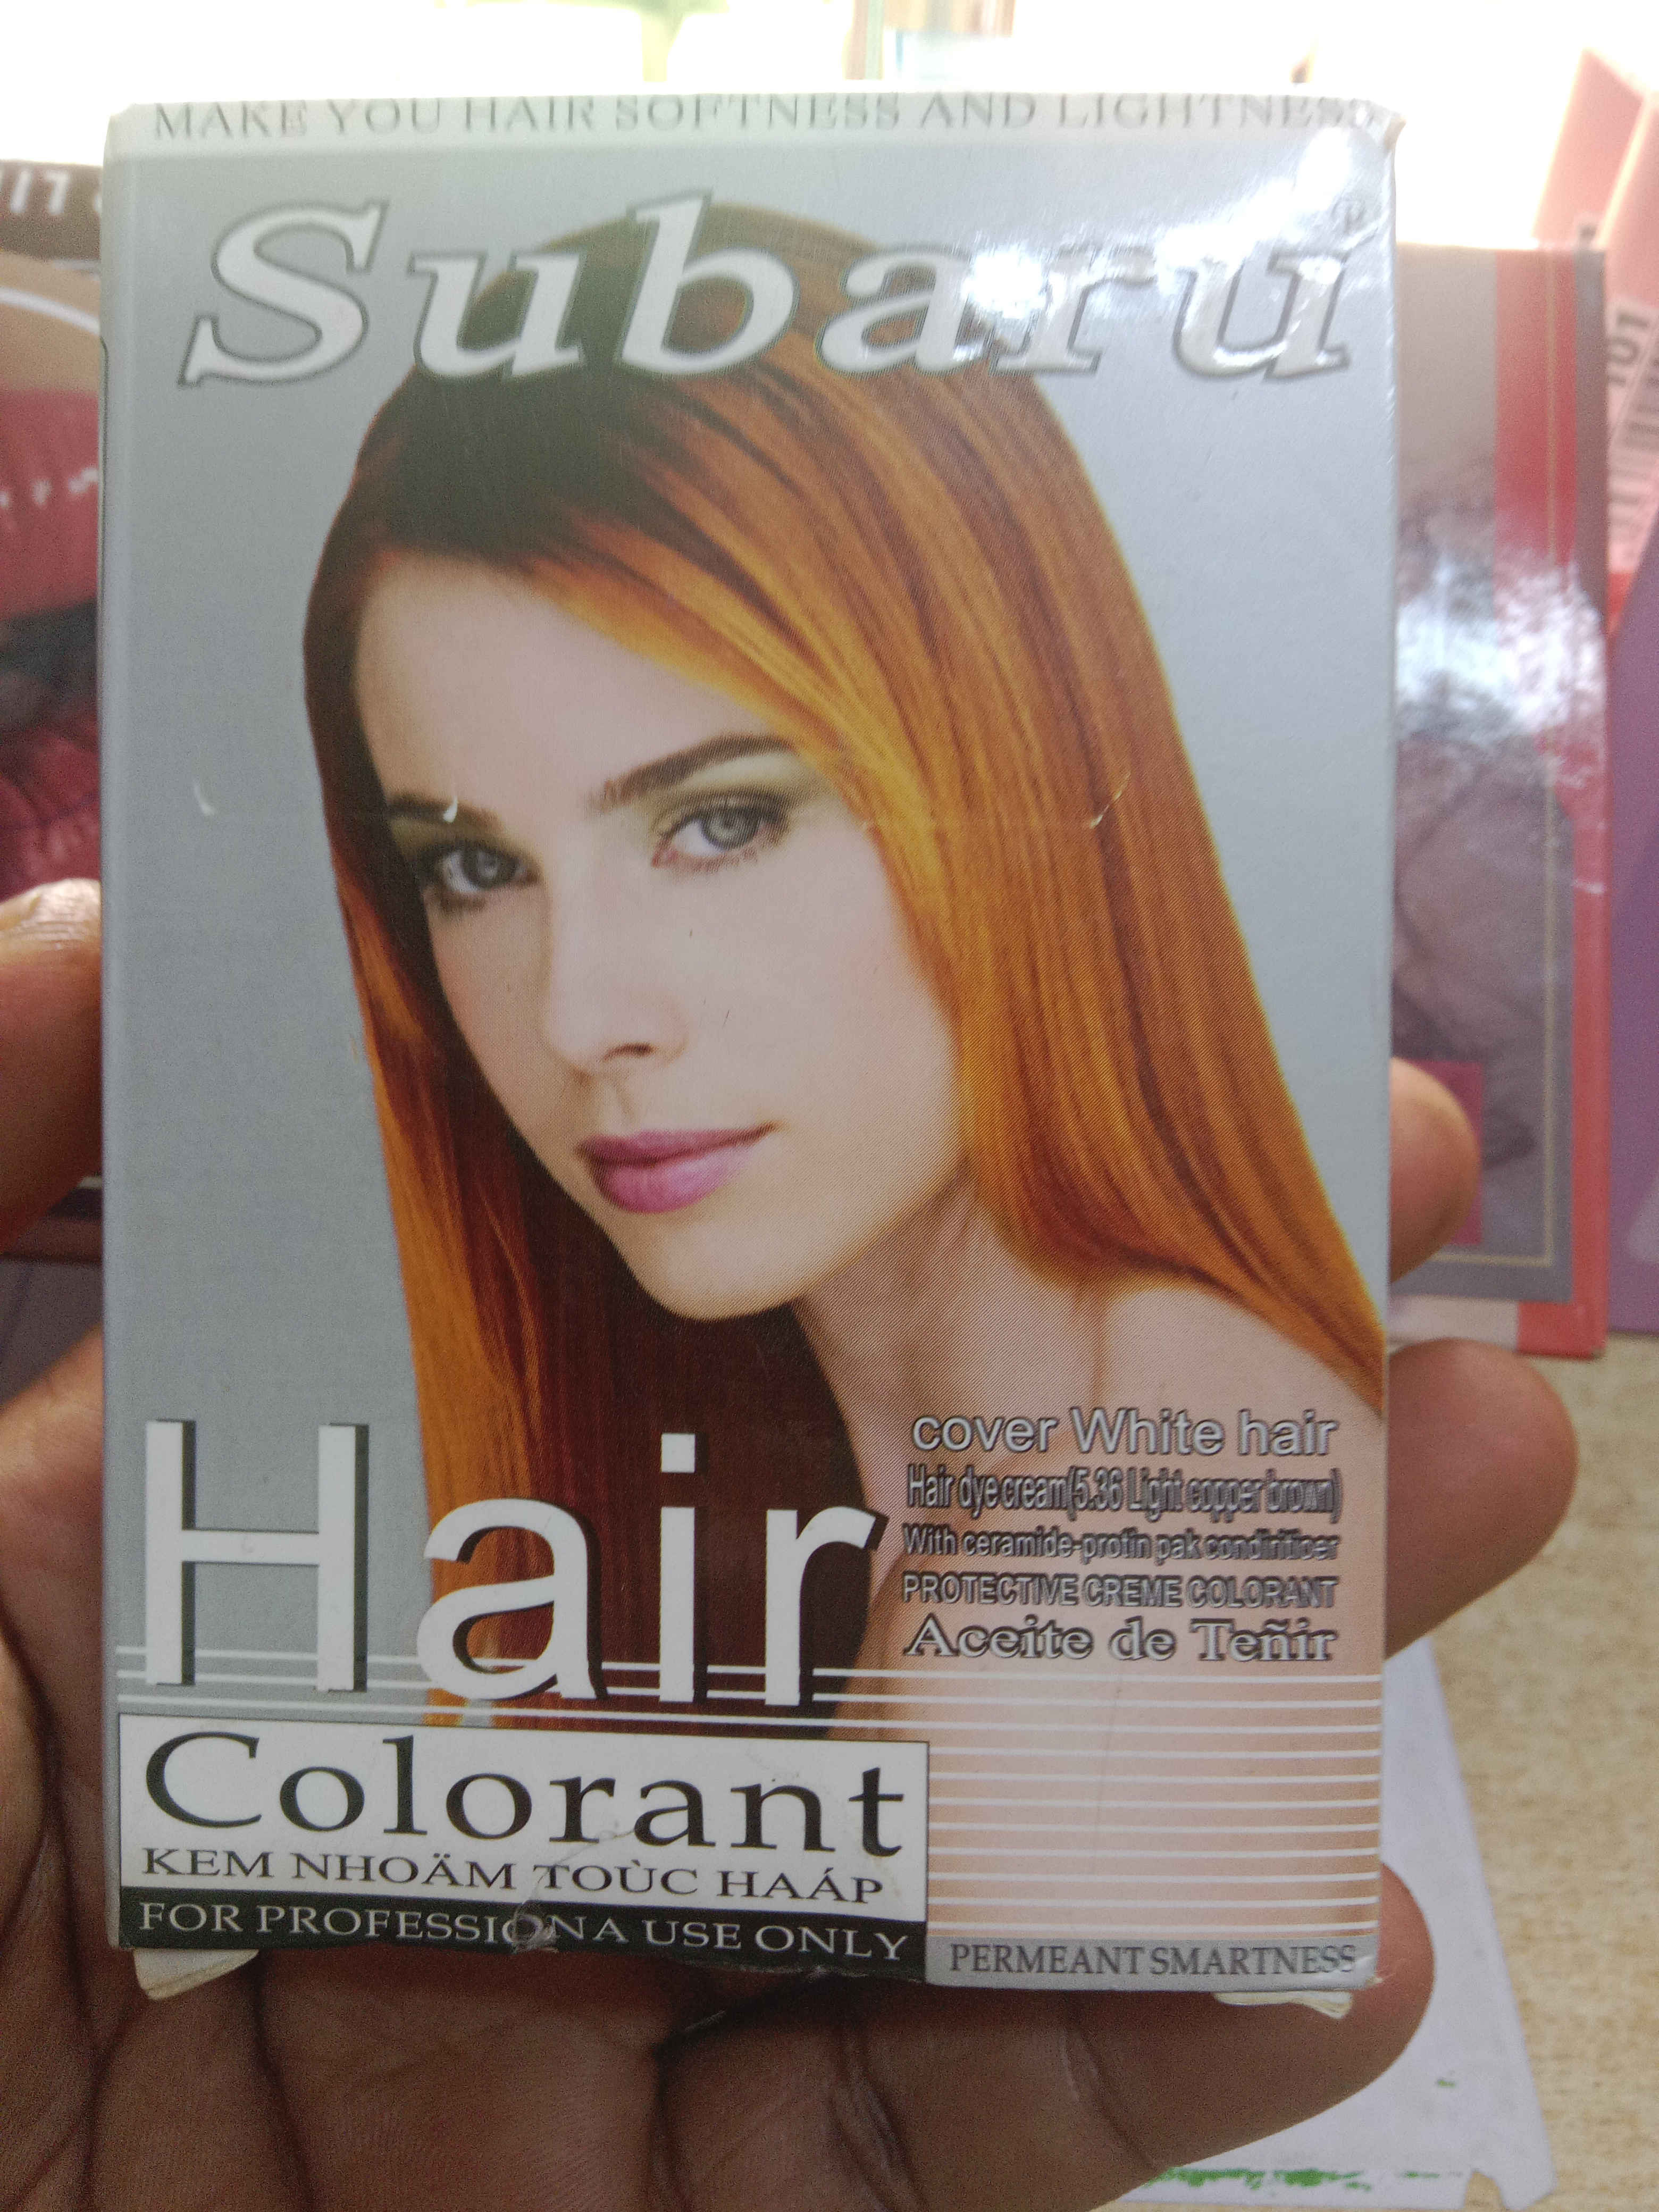 MAKE YOU HAIR SOFTNESS AND LIGHTNESS
Subaru
cover White hair
Hair dye cream(5.36 Light copper brown)
With ceramide-protin pak condiritioer
PROTECTIVE CREME COLORANT
Aceite de Teñir
Hair
Colorant
KEM NHOÄM TOÙC HAÁP
FOR PROFESSIONA USE ONLY
PERMEANT SMARTNESS
101